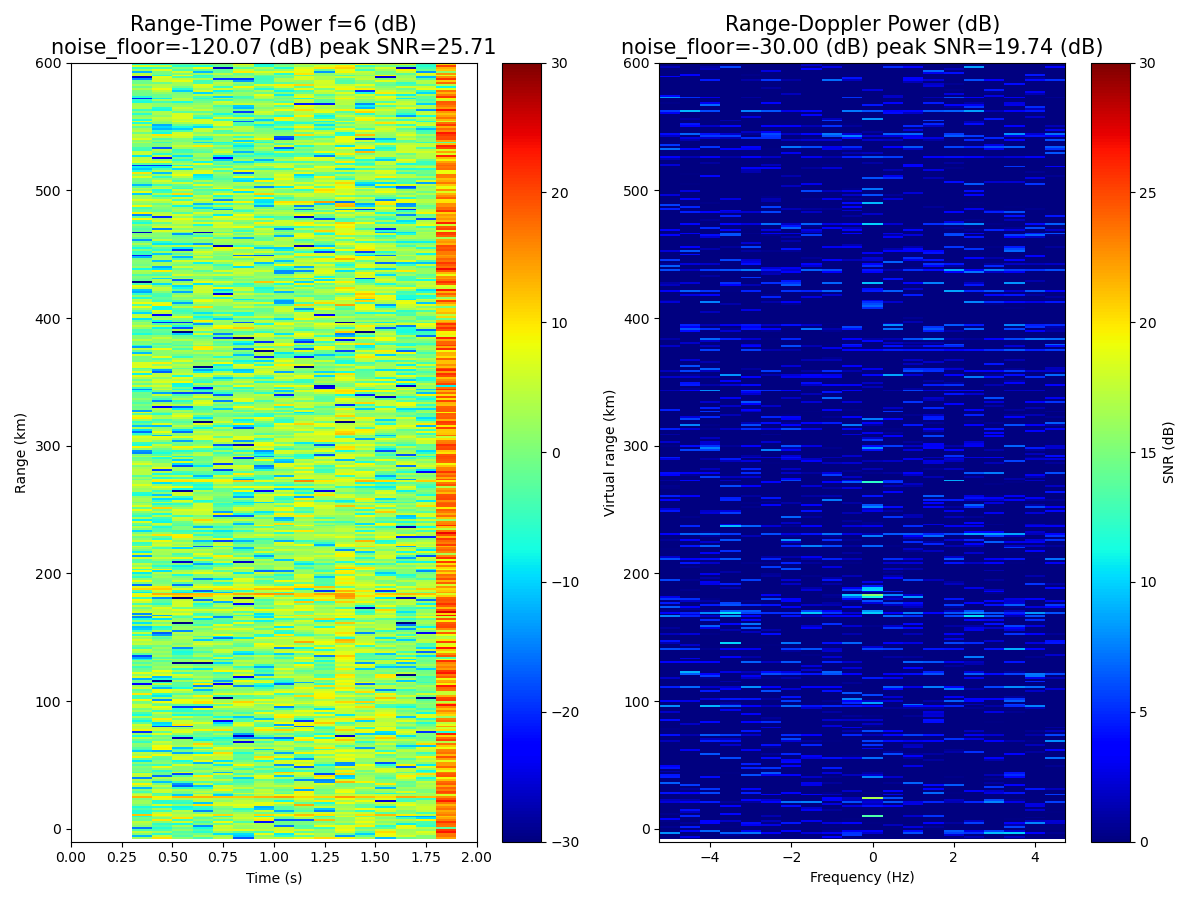 Range-Time Power f=6 (dB)
noise_floor=-120.07 (dB) peak SNR=25.71
Range-Doppler Power (dB)
noise_floor=-30.00 (dB) peak SNR=19.74 (dB)
600
500
400
300
200
100
0
Range (km)
0.00 0.25 0.50 0.75 1.00 1.25 1.50 1.75 2.00
Time (s)
30
20
10
0
−10
−20
−30
600
500
400
300
200
100
0
Virtual range (km)
−4 −2 0 2 4
Frequency (Hz)
30
25
20
15
10
5
0
SNR (dB)